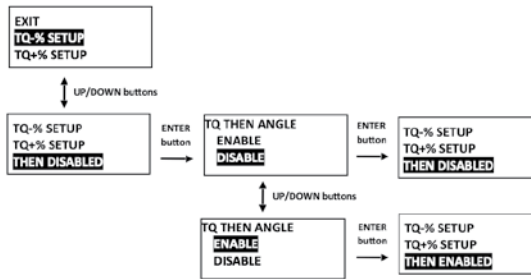 EXIT
TQ-% SETUP
TQ+% SETUP
UP/DOWN buttons
TQ-% SETUP
TQ+% SETUP
THEN DISABLED
ENTER
button
TQ THEN ANGLE
ENABLE
DISABLE
ENTER
button
TQ-% SETUP
TQ+% SETUP
THEN DISABLED
UP/DOWN buttons
TQ THEN ANGLE
ENABLE
DISABLE
ENTER
button
TQ-% SETUP
TQ+% SETUP
THEN ENABLED